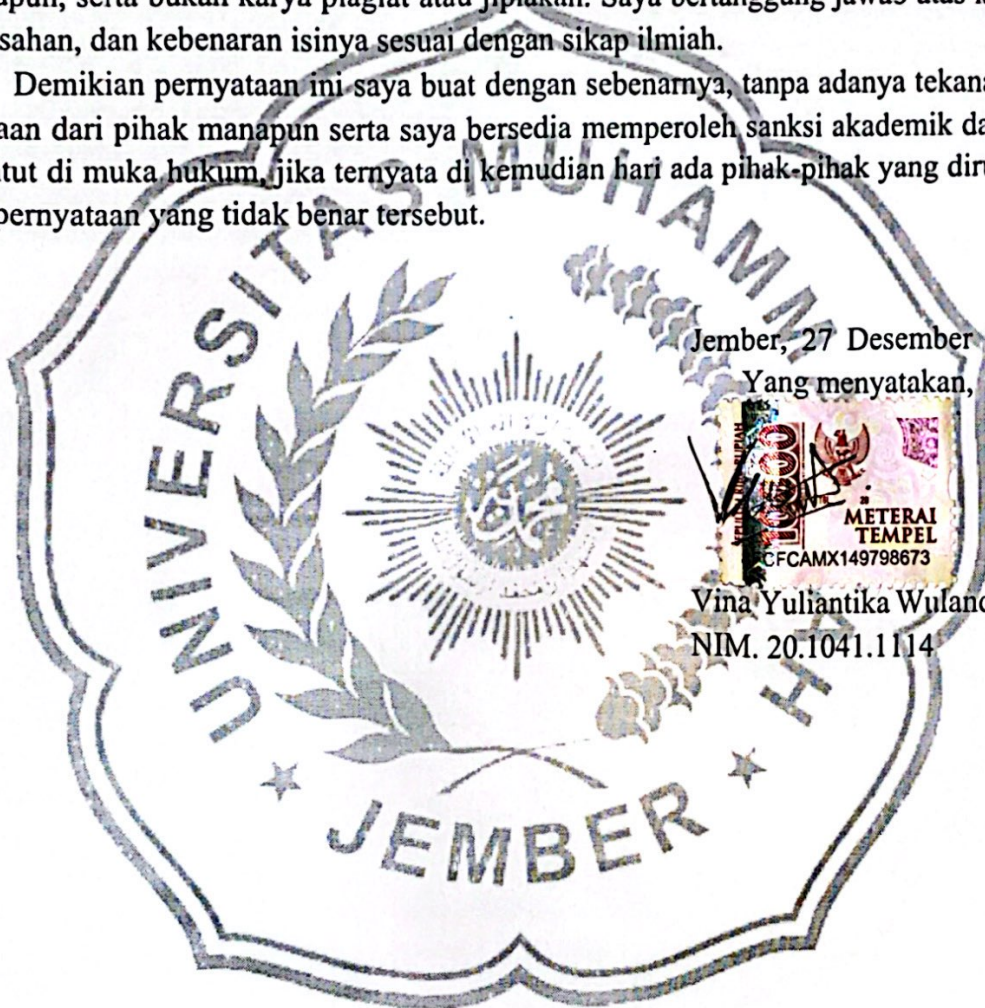 serta bukan karya plagiat atau jiplakan. Saya bertanggung jawab atas
sahan, dan kebenaran isinya sesuai dengan sikap ilmiah.
Demikian pernyataan ini saya buat dengan sebenarnya, tanpa adanya tekana
aan dari pihak manapun serta saya bersedia memperoleh sanksi akademik da
tut di muka hukum, jika ternyata di kemudian hari ada pihak-pihak yang diru
pernyataan yang tidak benar tersebut.
UNIVERSITAS MUHAMM H
JEMBER
Jember, 27 Desember
Yang menyatakan,
10000
METERAI
TEMPEL
CFCAMX149798673
Vina Yuliantika Wuland
NIM. 20.1041.1114